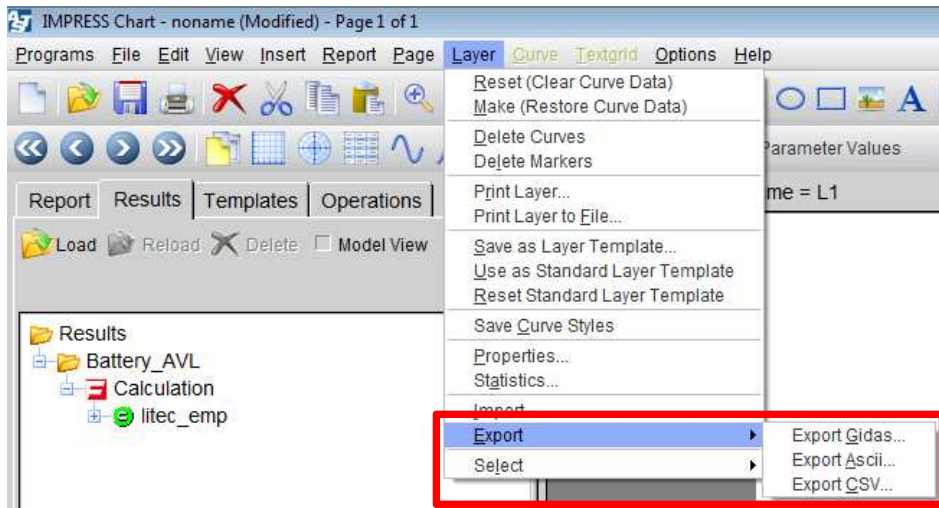 IMPRESS Chart - noname (Modified) - Page 1 of 1
Programs File Edit View Insert Report Page Layer Curve Textgrid Options Help
Reset (Clear Curve Data)
Make (Restore Curve Data)
Delete Curves
Delete Markers
Print Layer...
Print Layer to File...
Save as Layer Template...
Use as Standard Layer Template
Reset Standard Layer Template
Save Curve Styles
Properties...
Statistics...
Import
Export
Select
Export Gidas...
Export Ascii...
Export CSV...
A
Parameter Values
me = L1
Report Results Templates Operations
Load Reload Delete Model View
Results
Battery_AVL
Calculation
litec_emp